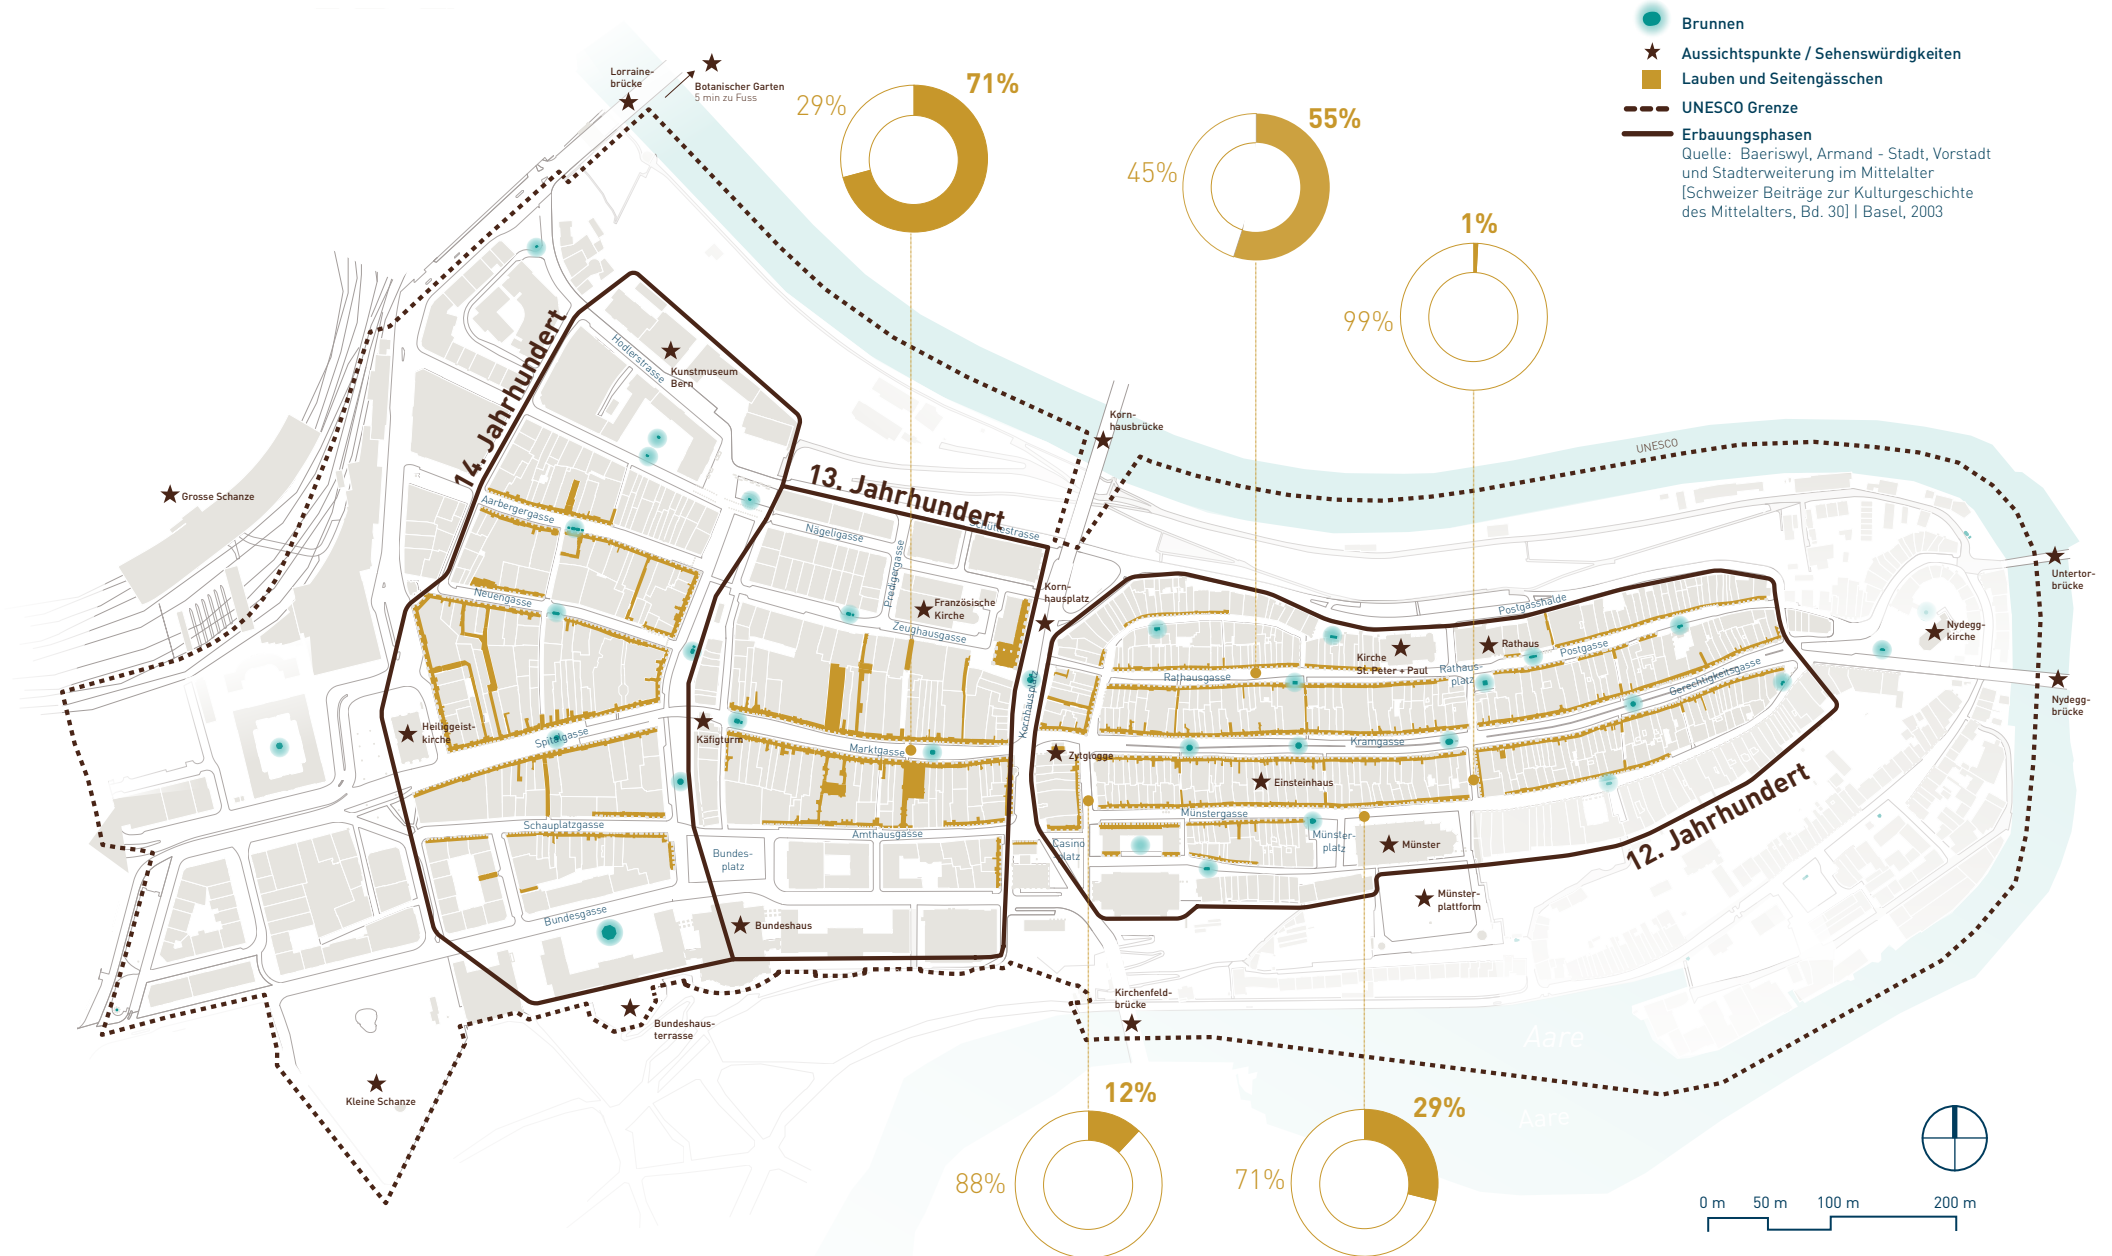 Brunnen
Aussichtspunkte / Sehenswürdigkeiten
Lauben und Seitengässchen
UNESCO Grenze
Erbauungsphasen
Quelle: Baeriswyl, Armand - Stadt, Vorstadt
und Stadterweiterung im Mittelalter
[Schweizer Beiträge zur Kulturgeschichte
des Mittelalters, Bd. 30] | Basel, 2003
Lorraine-
brücke
Botanischer Garten
5 min zu Fuss
29%
71%
45%
55%
99%
1%
14. Jahrhundert
Hodlerstrasse
Kunstmuseum
Bern
Korn-
hausbrücke
UNESCO
Grosse Schanze
13. Jahrhundert
Aarbergergasse
Nägeligasse
Predigergasse
Schüttestrasse
Neuengasse
Französische
Kirche
Zeughausgasse
Korn-
hausplatz
Kornhausplatz
Postgasshalde
Untertor-
brücke
Kirche
St. Peter + Paul
Rathaus
Rathaus-
platz
Postgasse
Nydegg-
kirche
Rathausgasse
Gerechtigkeitsgasse
Nydegg-
brücke
Heiliggeist-
kirche
Spitalgasse
Käfigturm
Marktgasse
Zytglogge
Kramgasse
Einsteinhaus
Schauplatzgasse
Amthausgasse
Münstergasse
Münster-
platz
Münster
12. Jahrhundert
Bundes-
platz
Casino
platz
Bundesgasse
Bundeshaus
Münster-
plattform
Kirchenfeld-
brücke
Bundeshaus-
terrasse
Kleine Schanze
Aare
Aare
12%
88%
29%
71%
0 m
50 m
100 m
200 m